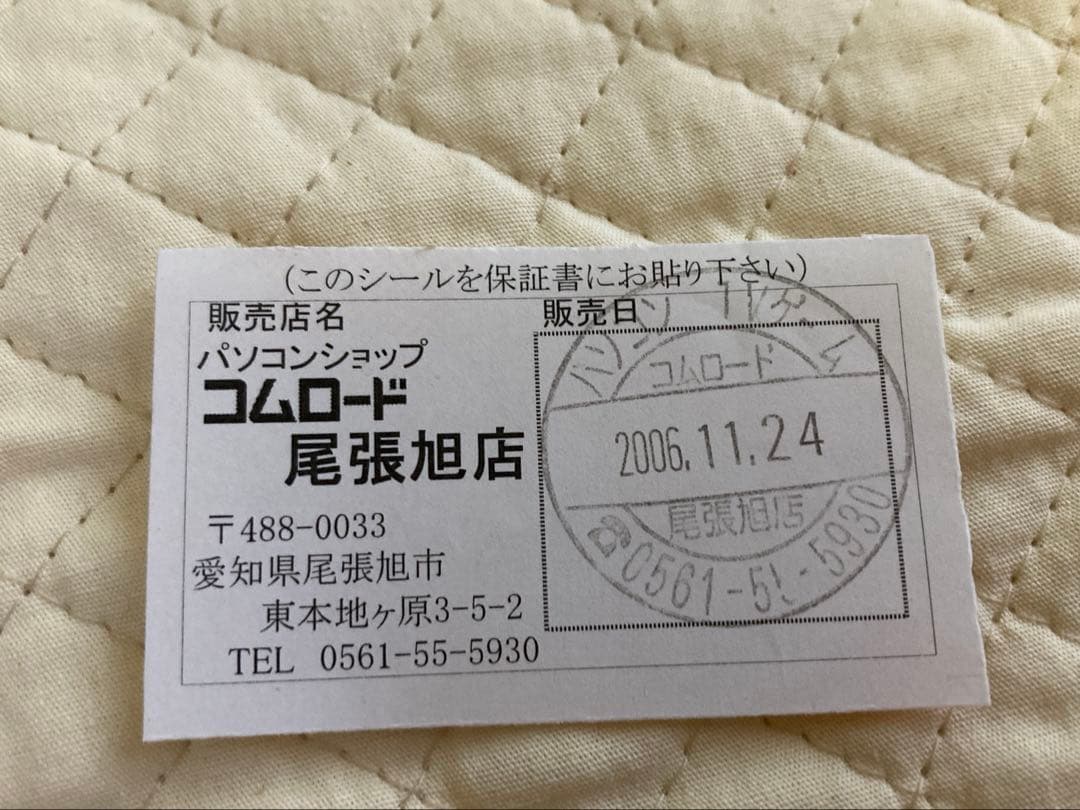 (このシールを保証書にお貼り下さい)
販売店名
パソコンショップ
コムロード
尾張旭店
〒488-0033
愛知県尾張旭市
東本地ヶ原3-5-2
TEL 0561-55-5930
販売日
コムロード
2006.11.24
尾張旭店
☎0561-55-5930